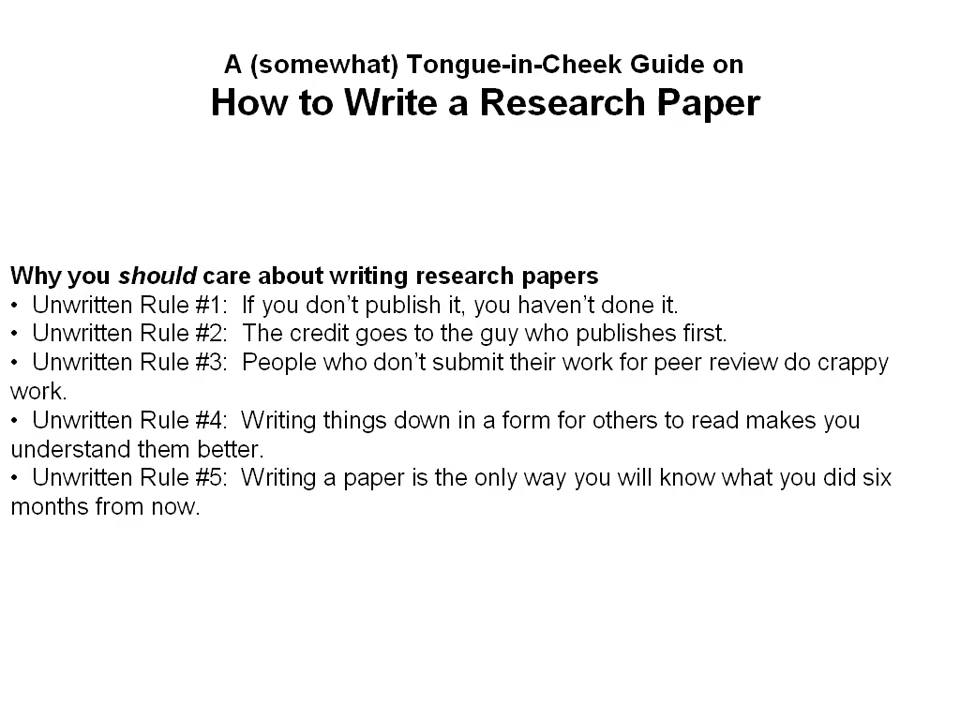 A (somewhat) Tongue-in-Cheek Guide on
How to Write a Research Paper
Why you should care about writing research papers
• Unwritten Rule #1:  If you don’t publish it, you haven’t done it.
• Unwritten Rule #2:  The credit goes to the guy who publishes first.
• Unwritten Rule #3:  People who don’t submit their work for peer review do crappy
work.
• Unwritten Rule #4:  Writing things down in a form for others to read makes you
understand them better.
• Unwritten Rule #5:  Writing a paper is the only way you will know what you did six
months from now.